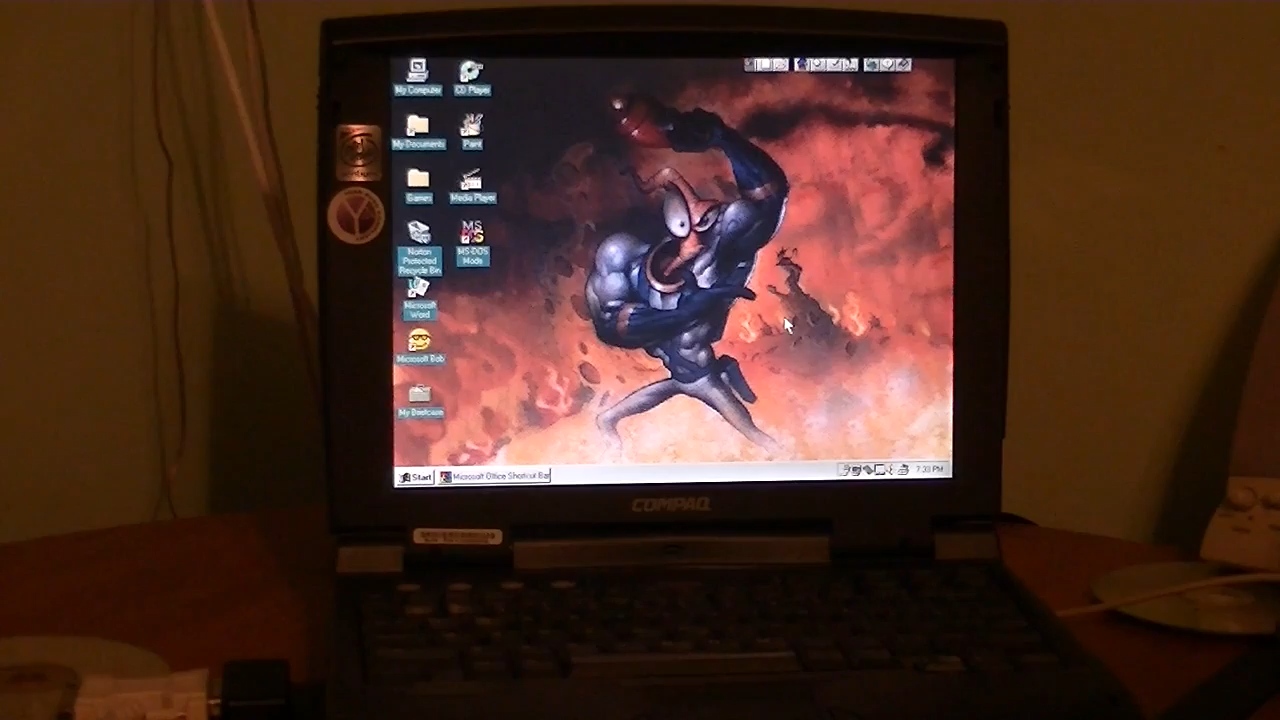 My Computer
CD Player
My Documents
Paint
Games
Media Player
Norton
Protected
Recycle Bin
MS
MS-DOS
Mode
Microsoft
Word
Microsoft Bob
My Briefcase
Start
Microsoft Office Shortcut Bar
COMPAQ